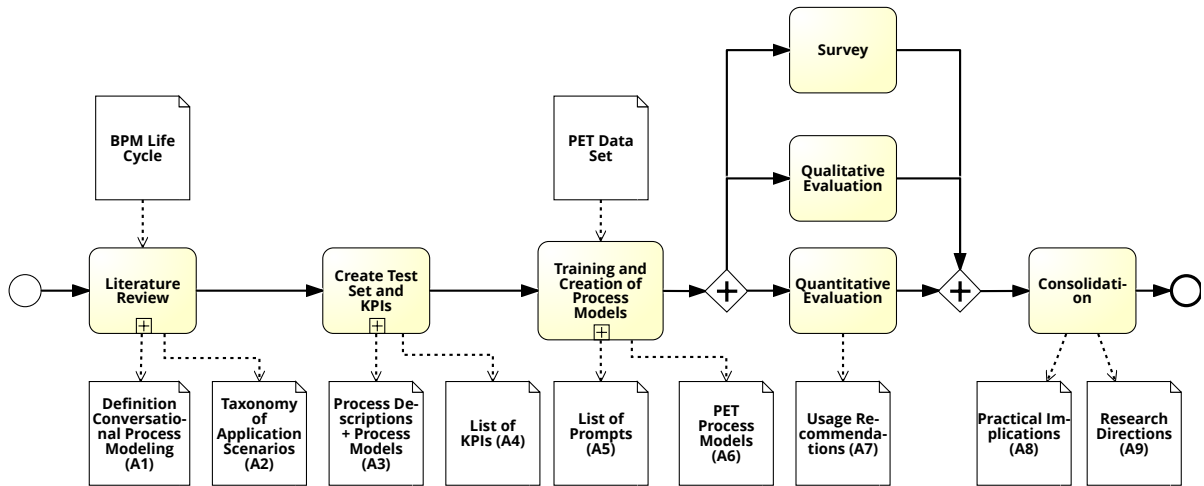 Survey
BPM Life
Cycle
PET Data
Set
Qualitative
Evaluation
Literature
Review
Create Test
Set and
KPIs
Training and
Creation of
Process
Models
Quantitative
Evaluation
Consolidati-
on
Definition
Conversatio-
nal Process
Modeling
(A1)
Taxonomy
of
Application
Scenarios
(A2)
Process De-
scriptions
+ Process
Models
(A3)
List of
KPIs (A4)
List of
Prompts
(A5)
PET
Process
Models
(A6)
Usage Re-
commenda-
tions (A7)
Practical Im-
plications
(A8)
Research
Directions
(A9)